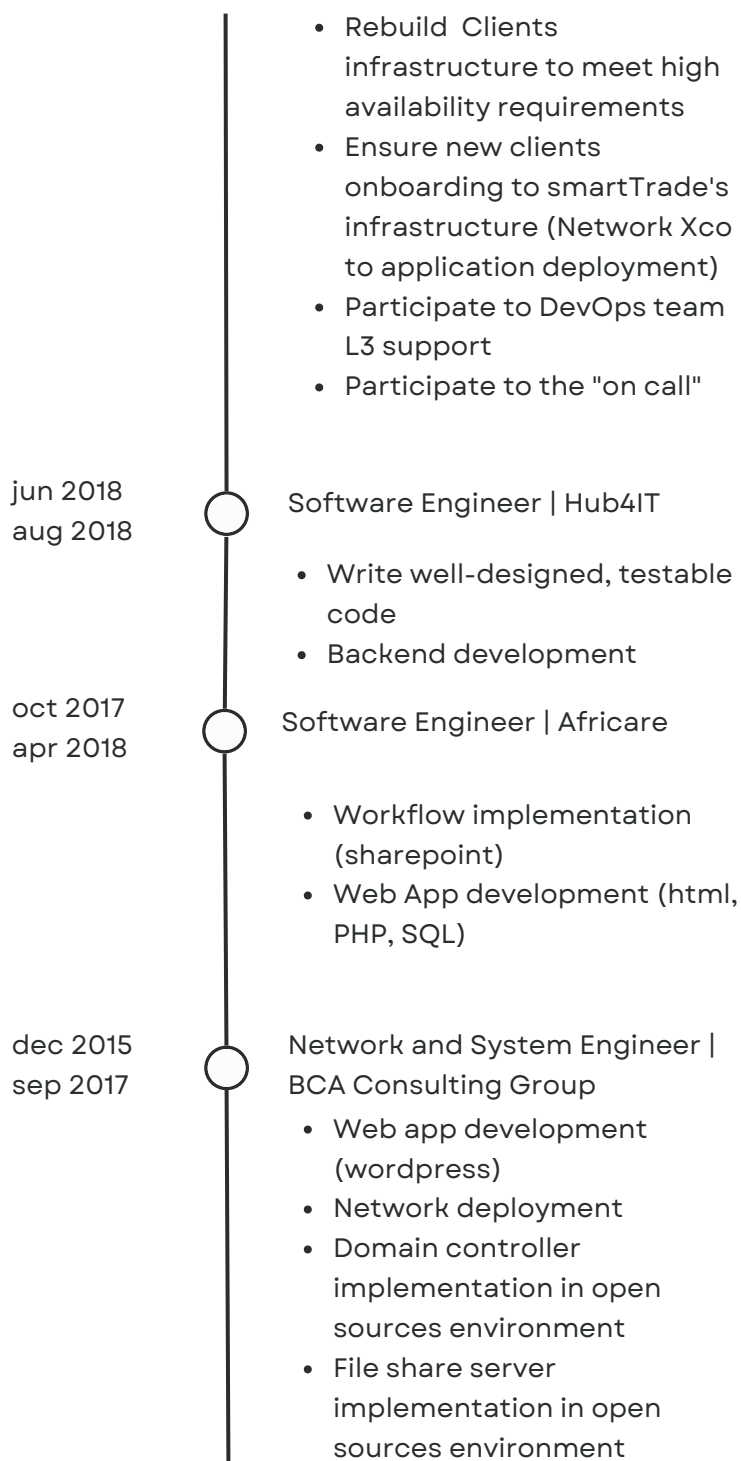 • Rebuild  Clients
infrastructure to meet high
availability requirements
• Ensure new clients
onboarding to smartTrade's
infrastructure (Network Xco
to application deployment)
• Participate to DevOps team
L3 support
• Participate to the "on call"
jun 2018
aug 2018
Software Engineer | Hub4IT
• Write well-designed, testable
code
• Backend development
oct 2017
apr 2018
Software Engineer | Africare
• Workflow implementation
(sharepoint)
• Web App development (html,
PHP, SQL)
dec 2015
sep 2017
Network and System Engineer |
BCA Consulting Group
• Web app development
(wordpress)
• Network deployment
• Domain controller
implementation in open
sources environment
• File share server
implementation in open
sources environment